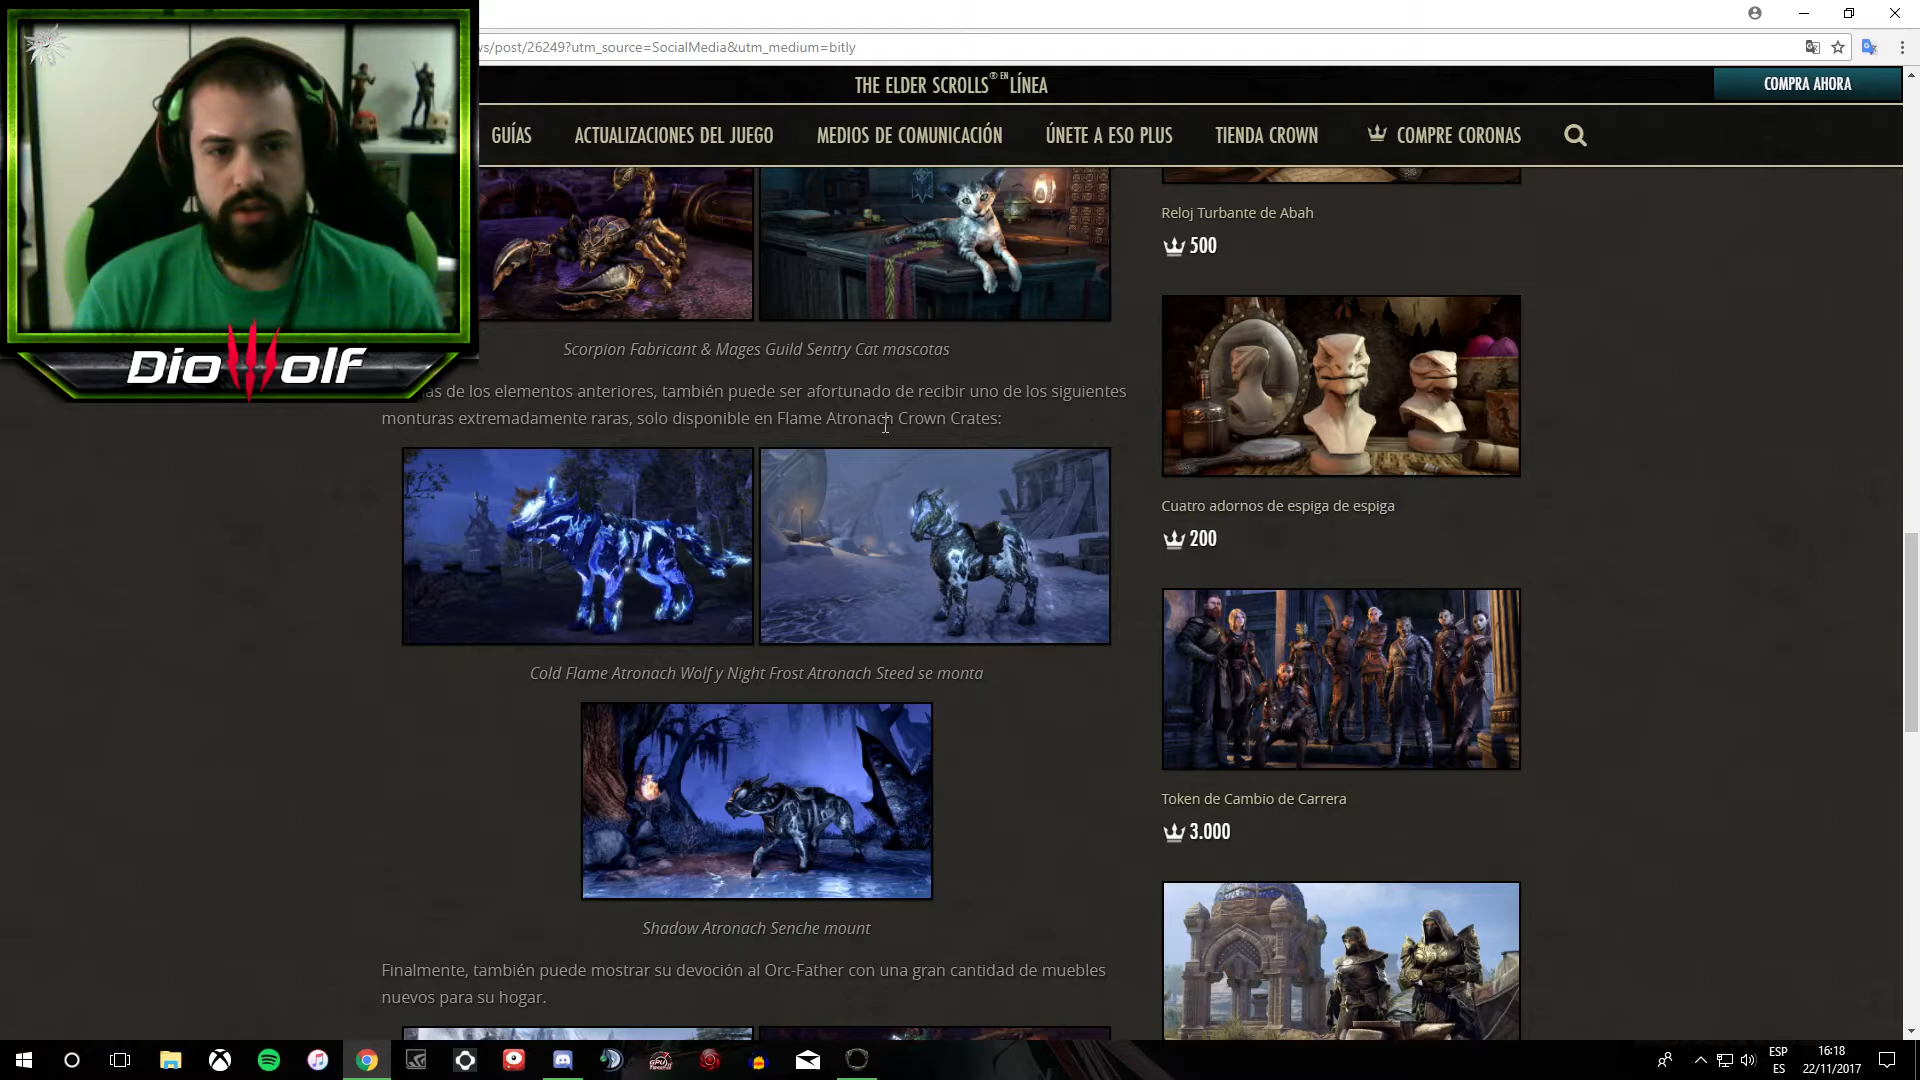 vs/post/26249?utm_source=SocialMedia&utm_medium=bitly
THE ELDER SCROLLS® EN LÍNEA
COMPRA AHORA
GUÍAS
ACTUALIZACIONES DEL JUEGO
MEDIOS DE COMUNICACIÓN
ÚNETE A ESO PLUS
TIENDA CROWN
COMPRE CORONAS
DioWolf
Scorpion Fabricant & Mages Guild Sentry Cat mascotas
de los elementos anteriores, también puede ser afortunado de recibir uno de los siguientes
monturas extremadamente raras, solo disponible en Flame Atronach Crown Crates:
Cold Flame Atronach Wolf y Night Frost Atronach Steed se monta
Shadow Atronach Senche mount
Finalmente, también puede mostrar su devoción al Orc-Father con una gran cantidad de muebles
nuevos para su hogar.
Reloj Turbante de Abah
500
Cuatro adornos de espiga de espiga
200
Token de Cambio de Carrera
3.000
ESP
ES
16:18
22/11/2017